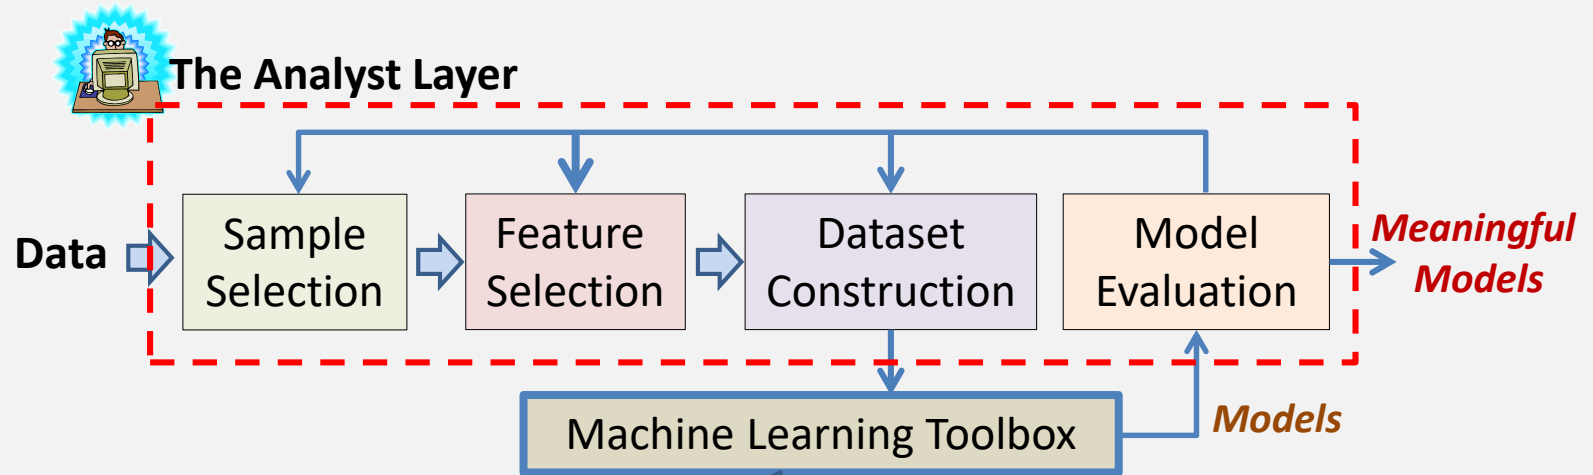 The Analyst Layer
Data
Sample
Selection
Feature
Selection
Dataset
Construction
Model
Evaluation
Meaningful
Models
Machine Learning Toolbox
Models